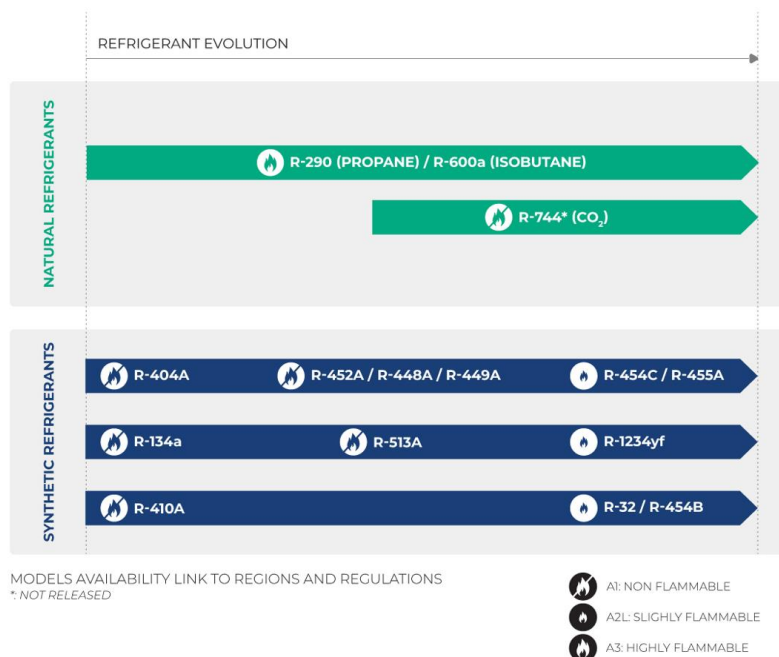 REFRIGERANT EVOLUTION
NATURAL REFRIGERANTS
R-290 (PROPANE) / R-600a (ISOBUTANE)
R-744* (CO₂)
SYNTHETIC REFRIGERANTS
R-404A
R-452A / R-448A / R-449A
R-454C / R-455A
R-134a
R-513A
R-1234yf
R-410A
R-32 / R-454B
MODELS AVAILABILITY LINK TO REGIONS AND REGULATIONS
*: NOT RELEASED
A1: NON FLAMMABLE
A2L: SLIGHLY FLAMMABLE
A3: HIGHLY FLAMMABLE